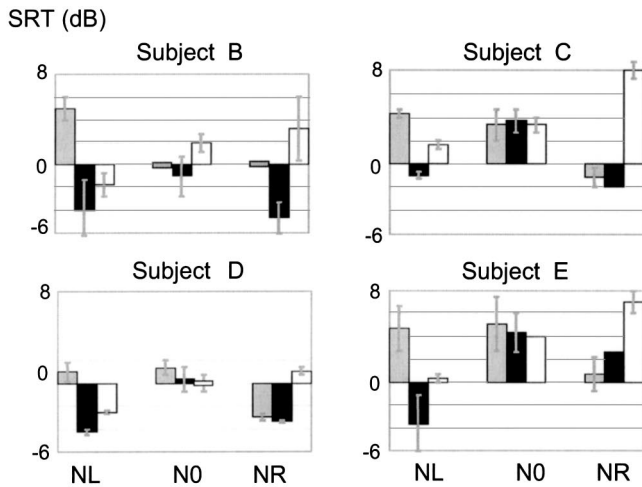 SRT (dB)
Subject B
Subject C
8
0
-6
8
0
-6
Subject D
Subject E
8
0
-6
8
0
-6
NL N0 NR
NL N0 NR